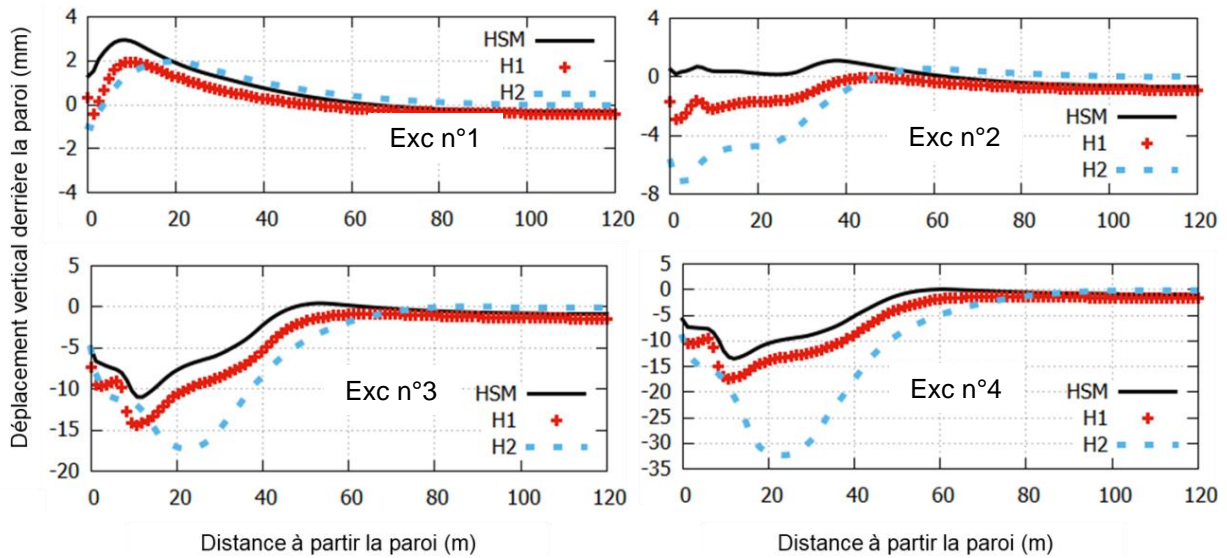 Déplacement vertical derrière la paroi (mm)
4
2
0
2
4
0 20 40 60 80 100 120
HSM
H1
H2
Exc n°1
4
0
-4
-8
0 20 40 60 80 100 120
HSM
H1
H2
Exc n°2
5
0
-5
-10
-15
-20
0 20 40 60 80 100 120
HSM
H1
H2
Exc n°3
5
0
-5
-10
-15
-20
-25
-30
-35
0 20 40 60 80 100 120
HSM
H1
H2
Exc n°4
Distance à partir la paroi (m)
Distance à partir la paroi (m)